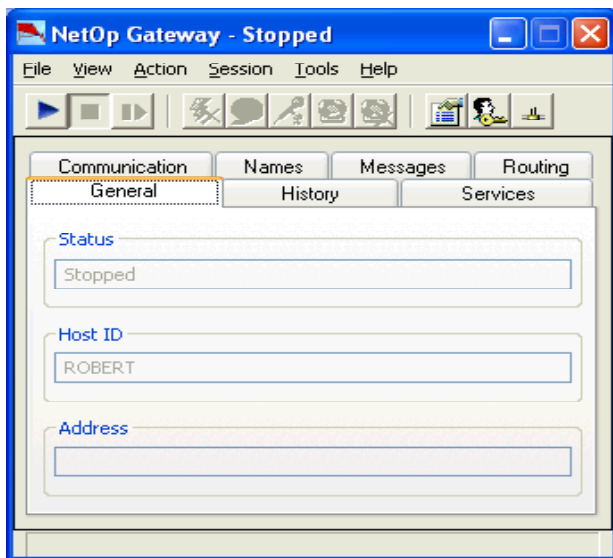 NetOp Gateway - Stopped
File View Action Session Tools Help
Communication Names Messages Routing
General History Services
Status
Stopped
Host ID
ROBERT
Address